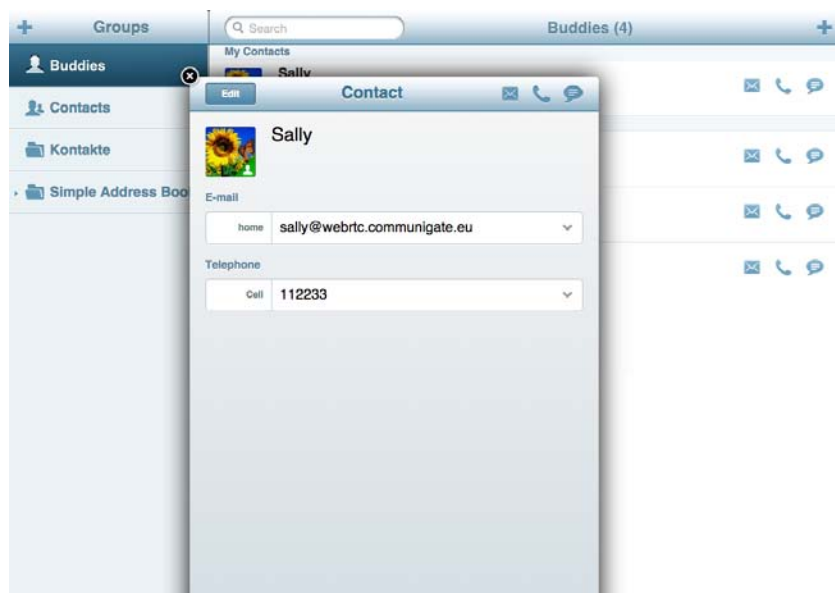 Groups
Search
Buddies (4)
Buddies
Contacts
Kontakte
Simple Address Boo
My Contacts
Sally
Edit
Contact
Sally
E-mail
home
sally@webrtc.communigate.eu
Telephone
Cell
112233